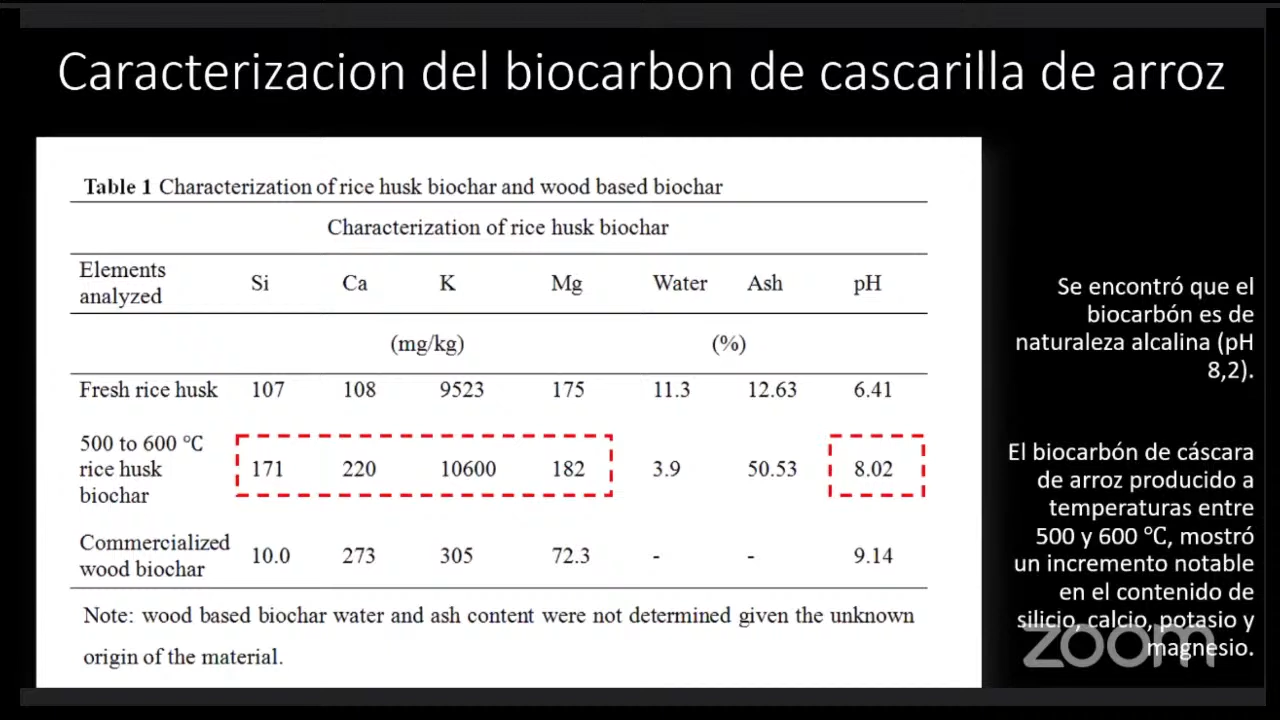 Caracterizacion del biocarbon de cascarilla de arroz
Table 1 Characterization of rice husk biochar and wood based biochar
Characterization of rice husk biochar
Elements analyzed Si Ca K Mg Water Ash pH
(mg/kg) (%)
Fresh rice husk 107 108 9523 175 11.3 12.63 6.41
500 to 600 ℃ rice husk biochar 171 220 10600 182 3.9 50.53 8.02
Commercialized wood biochar 10.0 273 305 72.3 - - 9.14
Note: wood based biochar water and ash content were not determined given the unknown
origin of the material.
Se encontró que el
biocarbón es de
naturaleza alcalina (pH
8,2).
El biocarbón de cáscara
de arroz producido a
temperaturas entre
500 y 600 ℃, mostró
un incremento notable
en el contenido de
silicio, calcio, potasio y
magnesio.
zoom